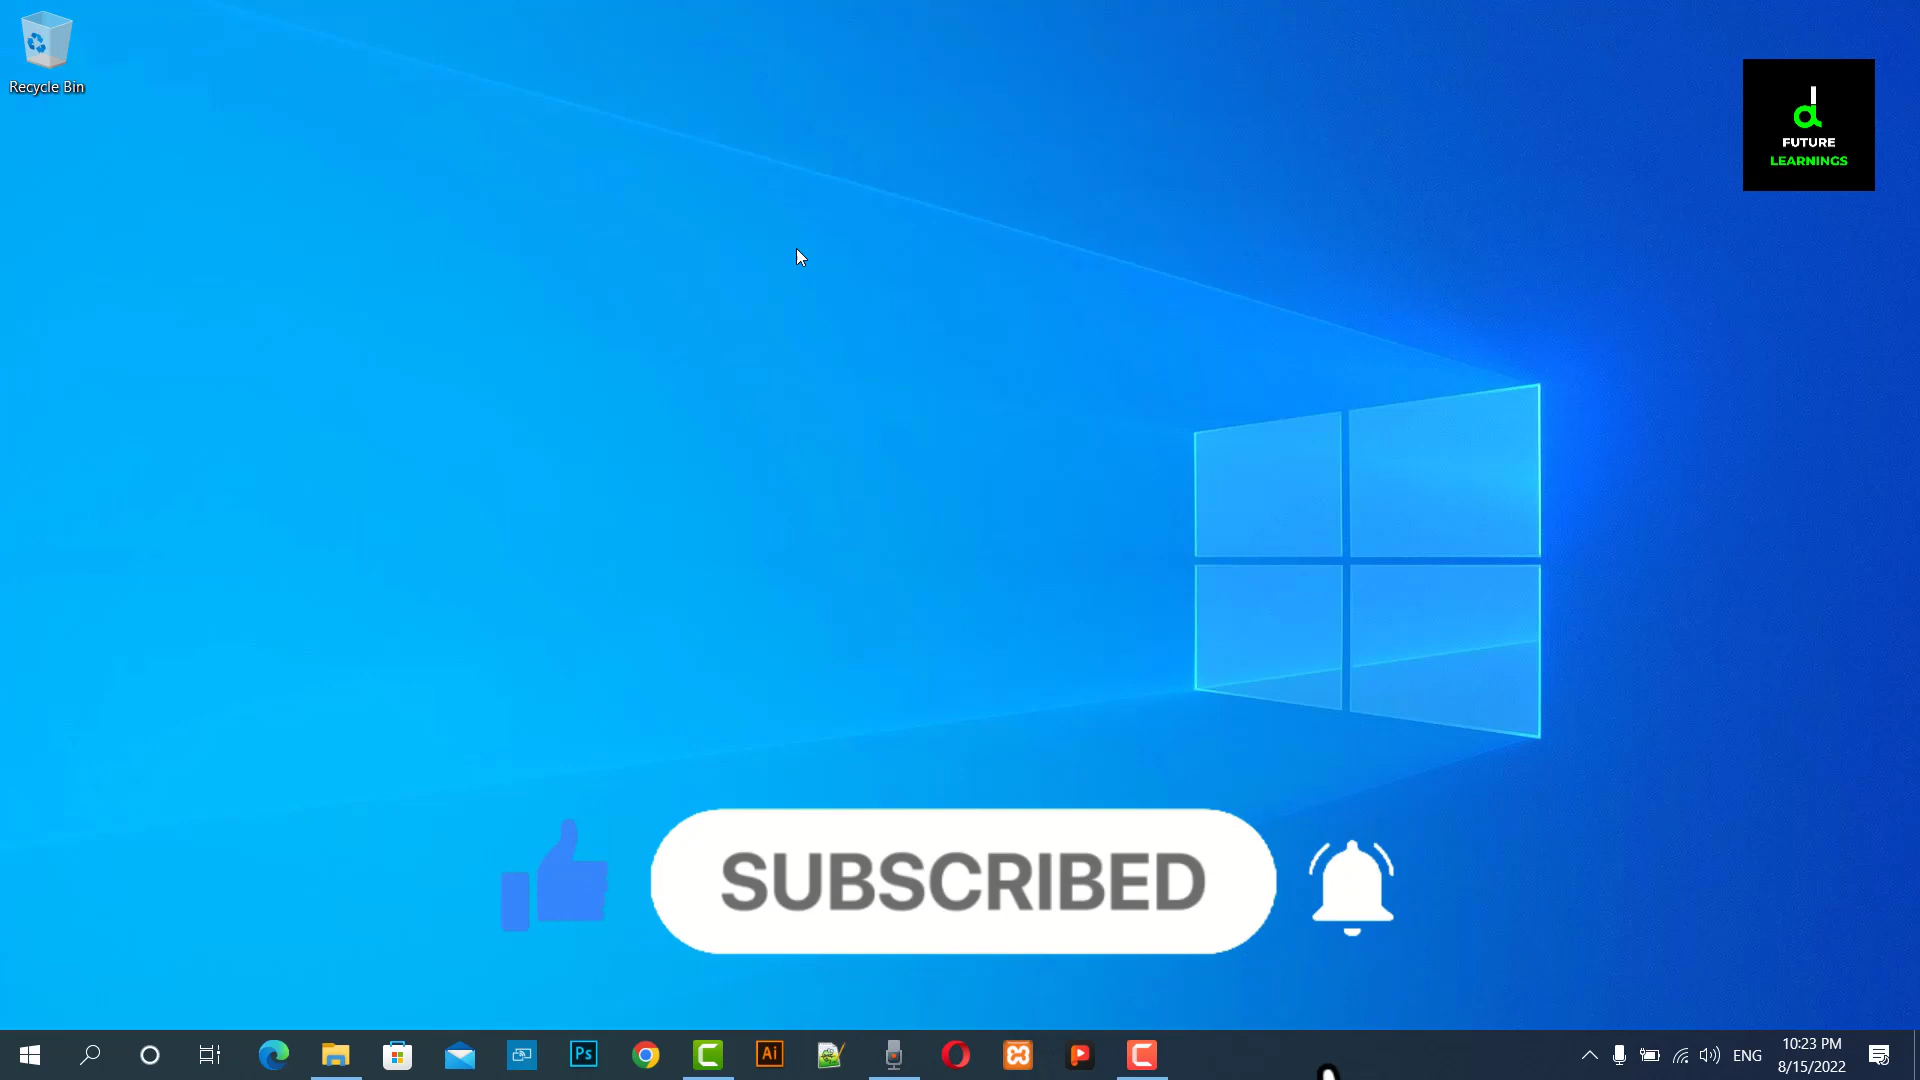 Recycle Bin
FUTURE
LEARNINGS
SUBSCRIBED
Ps
Ai
ENG
10:23 PM
8/15/2022